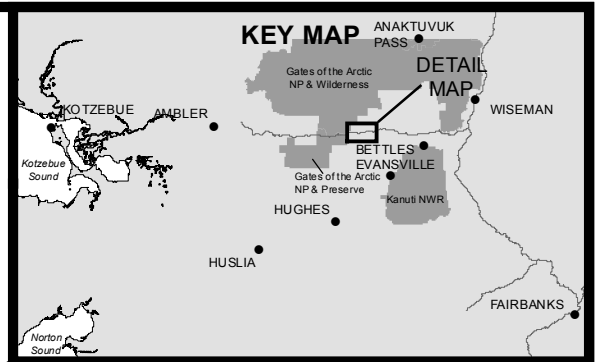 KEY MAP
ANAKTUVUK
PASS
Gates of the Arctic
NP & Wilderness
DETAIL
MAP
KOTZEBUE
AMBLER
WISEMAN
Kotzebue
Sound
BETTLES
EVANSVILLE
Gates of the Arctic
NP & Preserve
Kanuti NWR
HUGHES
HUSLIA
FAIRBANKS
Norton
Sound